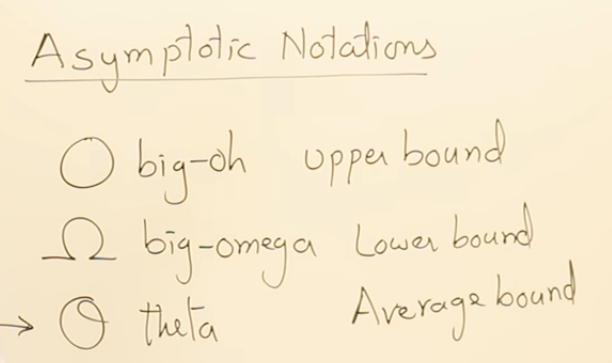 Asymptotic Notations
O big-oh upper bound
Ω big-omega Lower bound
→ θ theta Average bound